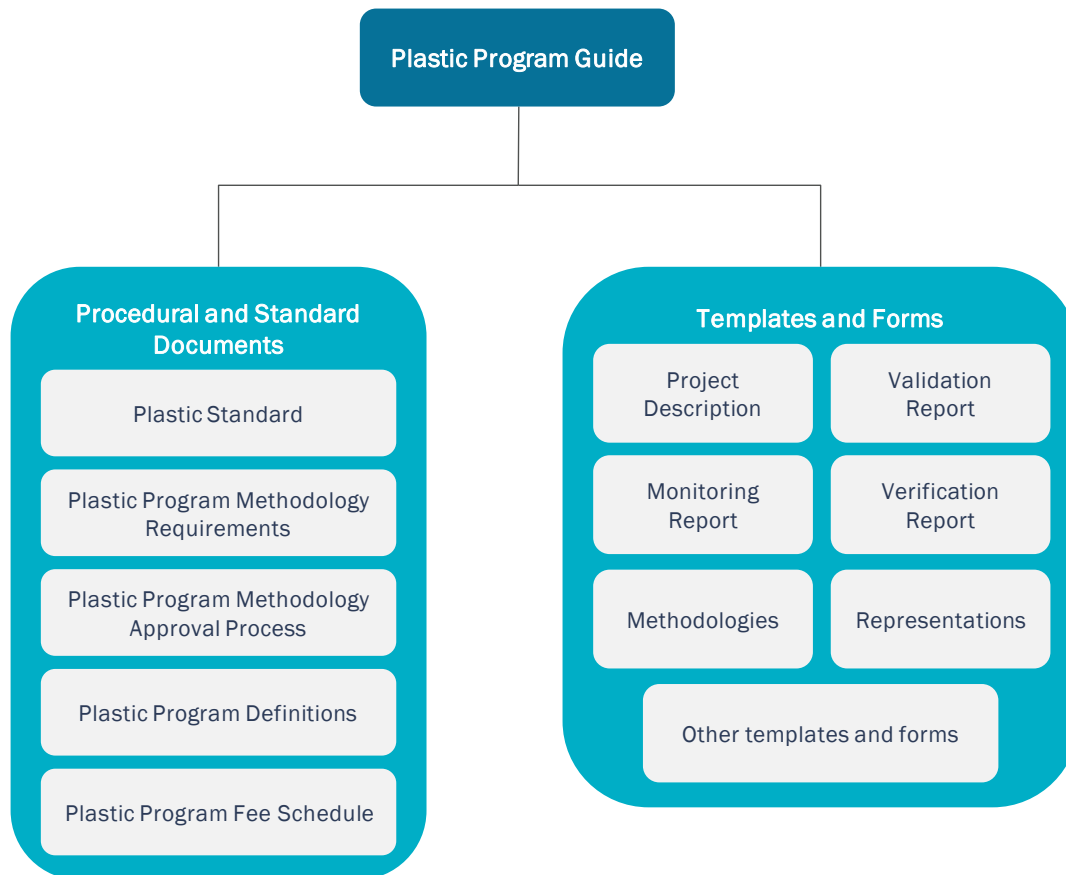 Plastic Program Guide
Procedural and Standard
Documents
Plastic Standard
Plastic Program Methodology
Requirements
Plastic Program Methodology
Approval Process
Plastic Program Definitions
Plastic Program Fee Schedule
Templates and Forms
Project
Description
Validation
Report
Monitoring
Report
Verification
Report
Methodologies
Representations
Other templates and forms